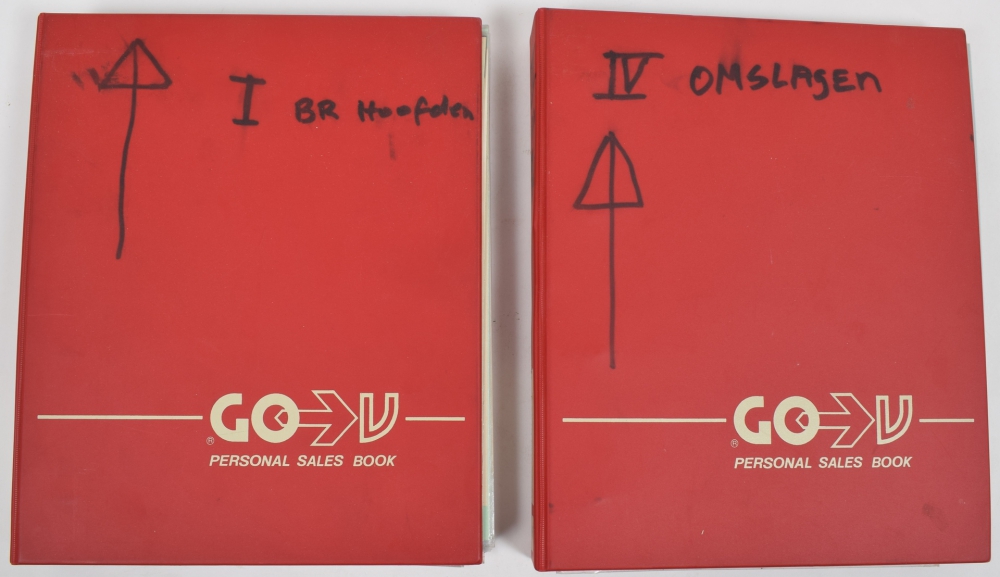 I BR Hoofden
GO V
®
PERSONAL SALES BOOK
IV OMSLAGEN
GO V
®
PERSONAL SALES BOOK